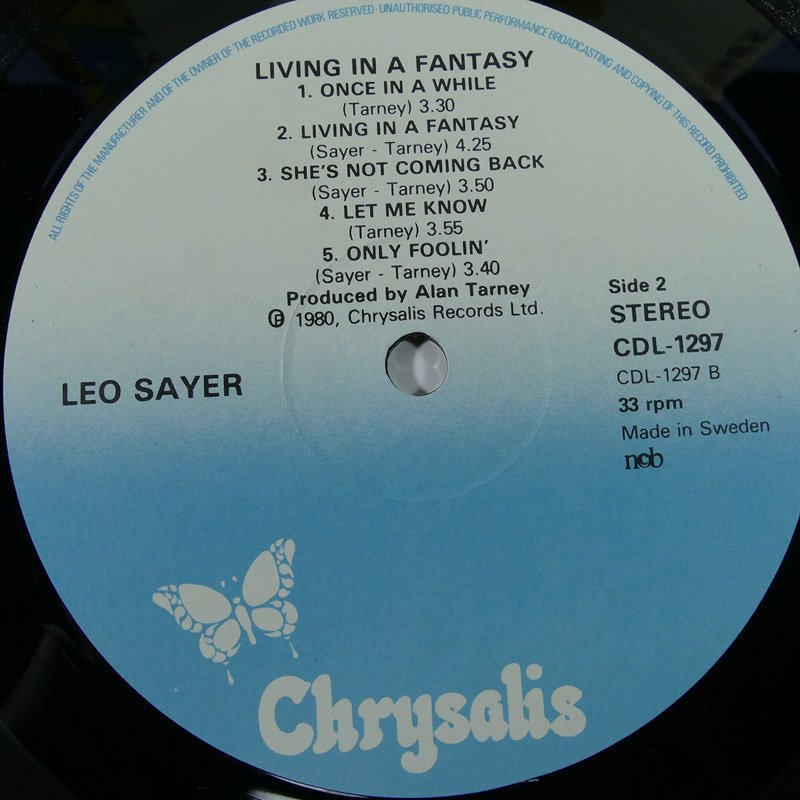 ALL RIGHTS OF THE MANUFACTURER AND OF THE OWNER OF THE RECORDED WORK RESERVED · UNAUTHORISED PUBLIC PERFORMANCE BROADCASTING AND COPYING OF THIS RECORD PROHIBITED
LIVING IN A FANTASY
1. ONCE IN A WHILE
(Tarney) 3.30
2. LIVING IN A FANTASY
(Sayer - Tarney) 4.25
3. SHE'S NOT COMING BACK
(Sayer - Tarney) 3.50
4. LET ME KNOW
(Tarney) 3.55
5. ONLY FOOLIN'
(Sayer - Tarney) 3.40
Produced by Alan Tarney
Ⓟ 1980, Chrysalis Records Ltd.
LEO SAYER
Side 2
STEREO
CDL-1297
CDL-1297 B
33 rpm
Made in Sweden
ncb
Chrysalis